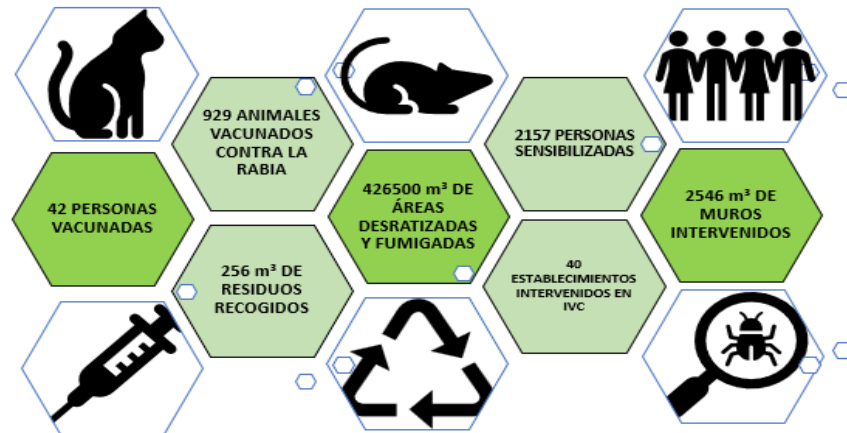 929 ANIMALES
VACUNADOS
CONTRA LA
RABIA
2157 PERSONAS
SENSIBILIZADAS
42 PERSONAS
VACUNADAS
426500 m³ DE
ÁREAS
DESRATIZADAS
Y FUMIGADAS
2546 m³ DE
MUROS
INTERVENIDOS
256 m³ DE
RESIDUOS
RECOGIDOS
40
ESTABLECIMIENTOS
INTERVENIDOS EN
IVC